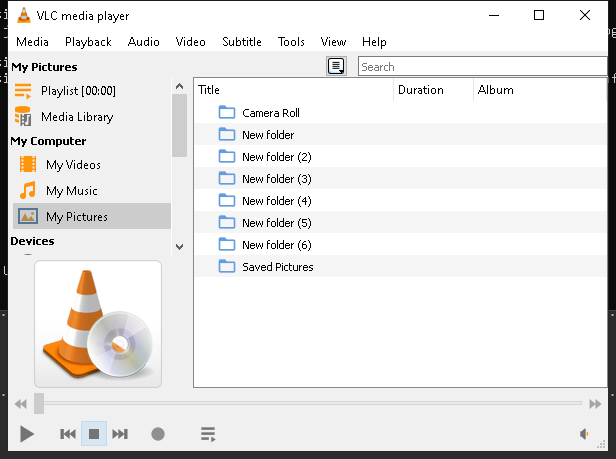 VLC media player
Media Playback Audio Video Subtitle Tools View Help
My Pictures
Search
Playlist [00:00]
Media Library
My Computer
My Videos
My Music
My Pictures
Devices
Title Duration Album
Camera Roll
New folder
New folder (2)
New folder (3)
New folder (4)
New folder (5)
New folder (6)
Saved Pictures